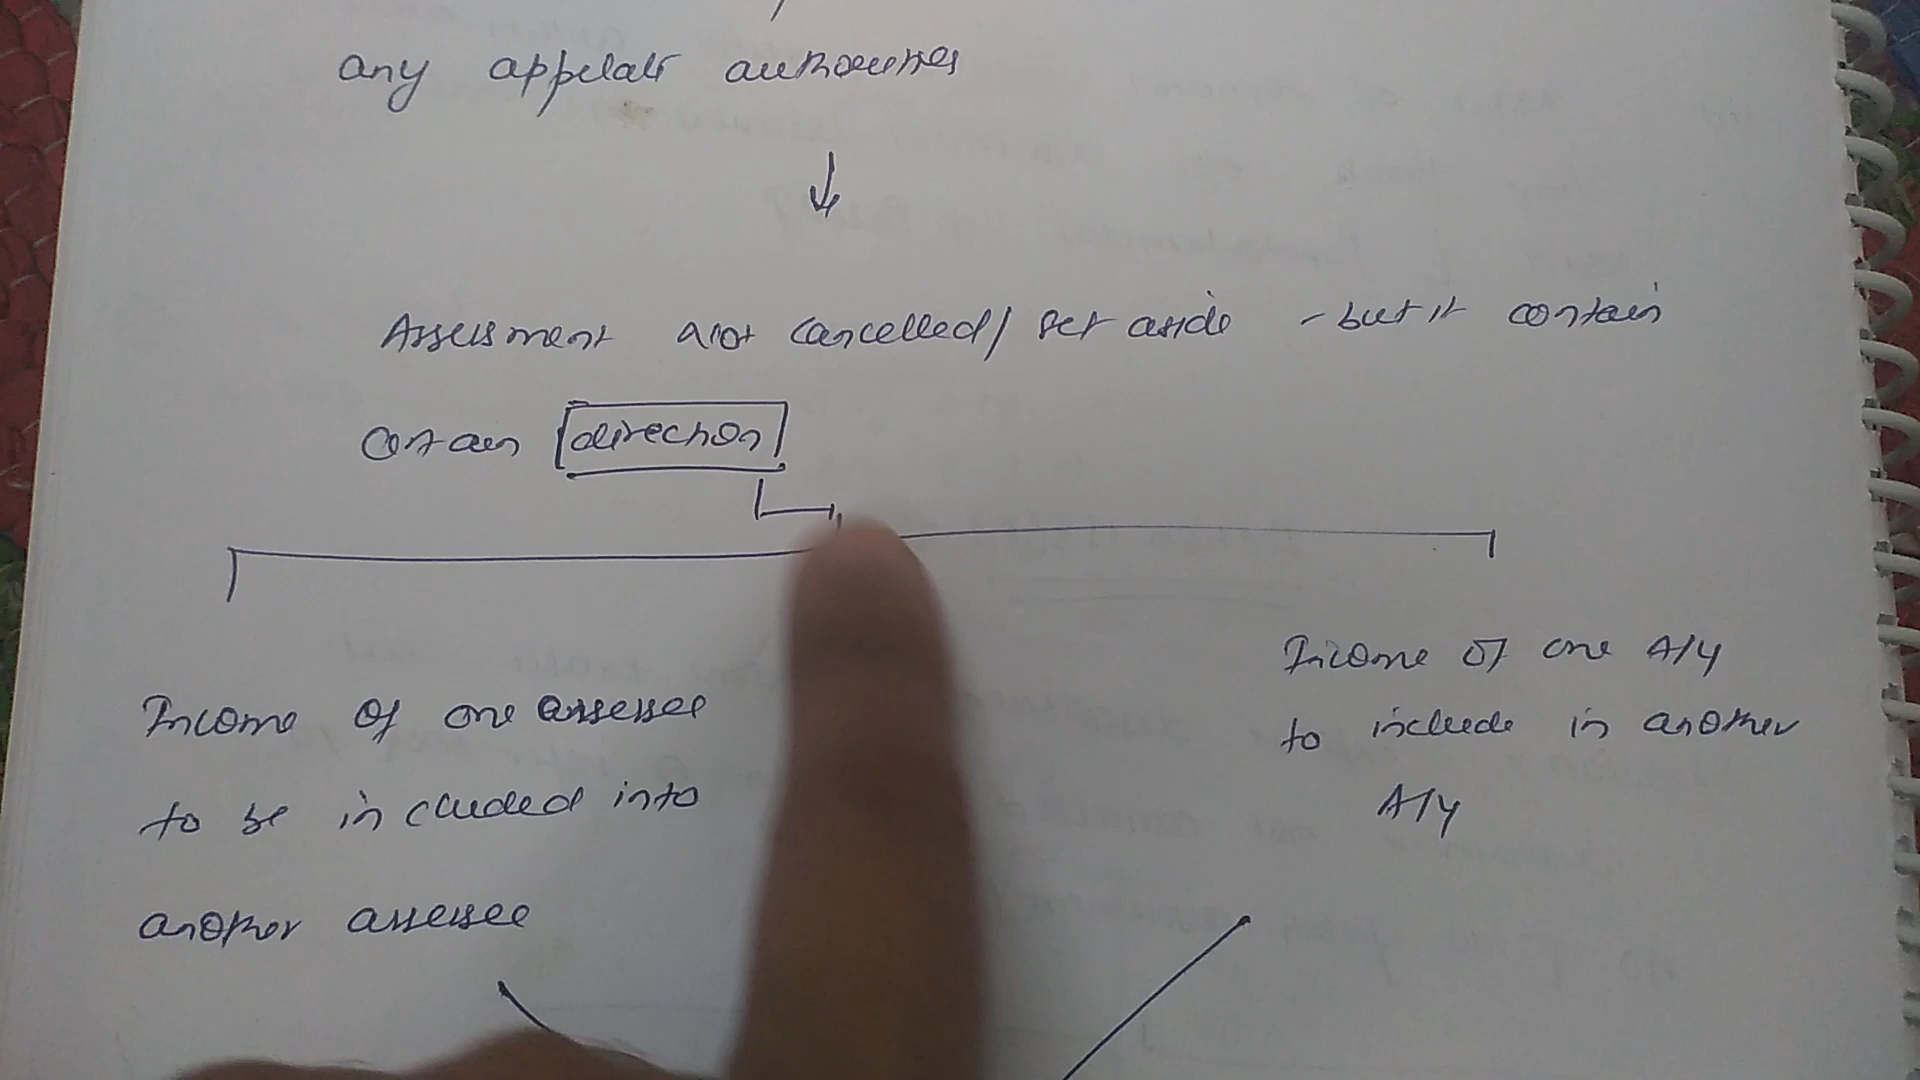 any appelate authorities
Assessment not cancelled/ set aside - but it contain
certain direction
Income of one assessee
to be included into
another assessee
Income of one A/y
to include in another
A/y